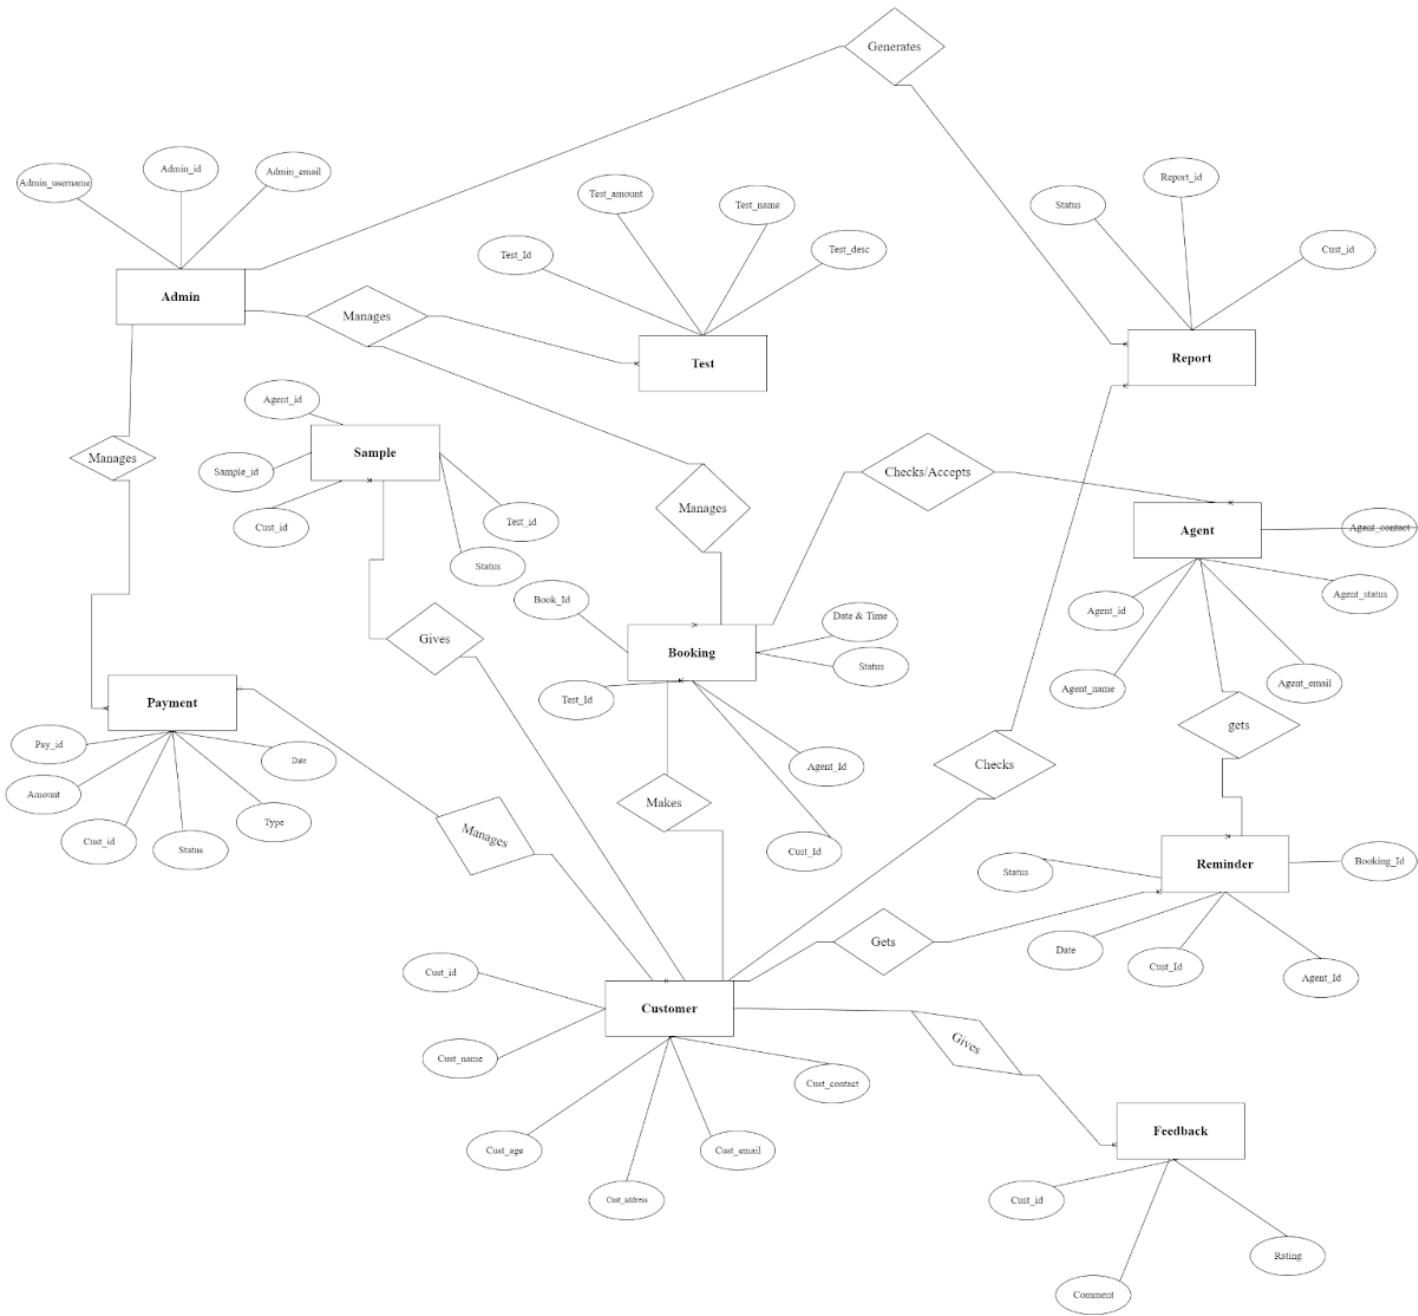 Generates
Admin_username
Admin_id
Admin_email
Test_amount
Test_name
Test_Id
Test_desc
Report_id
Status
Cust_id
Admin
Manages
Test
Report
Agent_id
Sample
Sample_id
Cust_id
Test_id
Status
Manages
Manages
Checks/Accepts
Agent
Agent_contact
Agent_id
Agent_status
Agent_name
Agent_email
Book_Id
Date & Time
Booking
Status
Test_Id
Agent_Id
Cust_Id
Gives
Payment
Pay_id
Date
Amount
Cust_id
Status
Type
Manages
Makes
Checks
gets
Reminder
Status
Booking_Id
Date
Cust_Id
Agent_Id
Gets
Cust_id
Customer
Cust_name
Cust_age
Cust_address
Cust_email
Cust_contact
Gives
Feedback
Cust_id
Comment
Rating